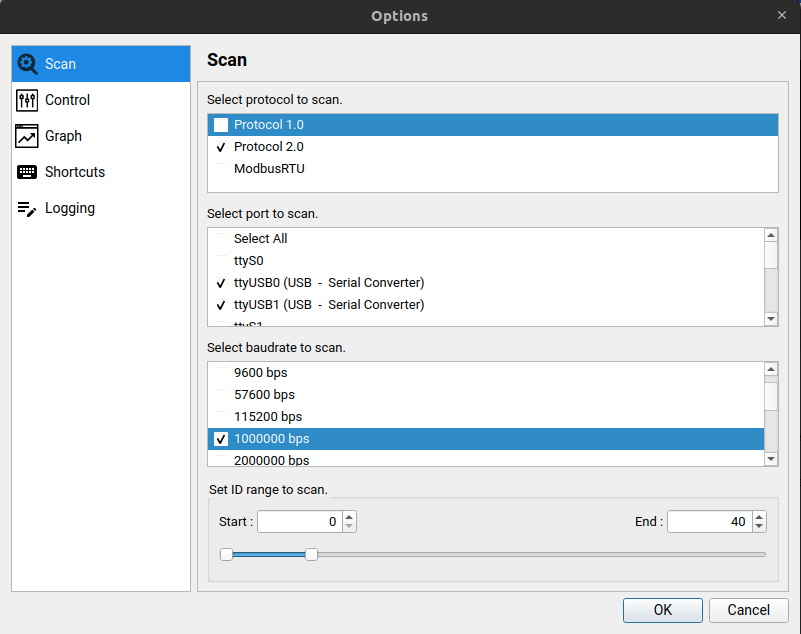 Options
Scan
Control
Graph
Shortcuts
Logging
Scan
Select protocol to scan.
Protocol 1.0
Protocol 2.0
ModbusRTU
Select port to scan.
Select All
ttyS0
ttyUSB0 (USB - Serial Converter)
ttyUSB1 (USB - Serial Converter)
ttyS1
Select baudrate to scan.
9600 bps
57600 bps
115200 bps
1000000 bps
2000000 bps
Set ID range to scan.
Start : 0 End : 40
OK Cancel